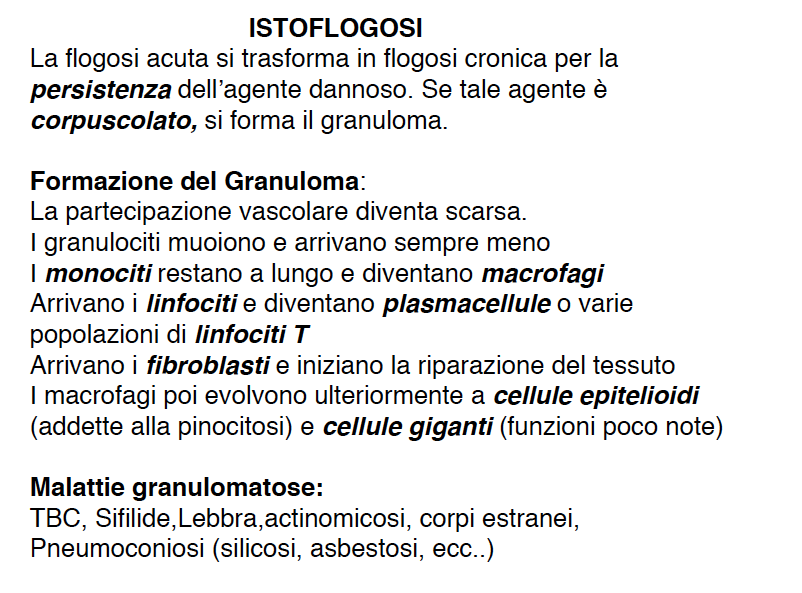 ISTOFLOGOSI
La flogosi acuta si trasforma in flogosi cronica per la
persistenza dell’agente dannoso. Se tale agente è
corpuscolato, si forma il granuloma.
Formazione del Granuloma:
La partecipazione vascolare diventa scarsa.
I granulociti muoiono e arrivano sempre meno
I monociti restano a lungo e diventano macrofagi
Arrivano i linfociti e diventano plasmacellule o varie
popolazioni di linfociti T
Arrivano i fibroblasti e iniziano la riparazione del tessuto
I macrofagi poi evolvono ulteriormente a cellule epitelioidi
(addette alla pinocitosi) e cellule giganti (funzioni poco note)
Malattie granulomatose:
TBC, Sifilide,Lebbra,actinomicosi, corpi estranei,
Pneumoconiosi (silicosi, asbestosi, ecc..)